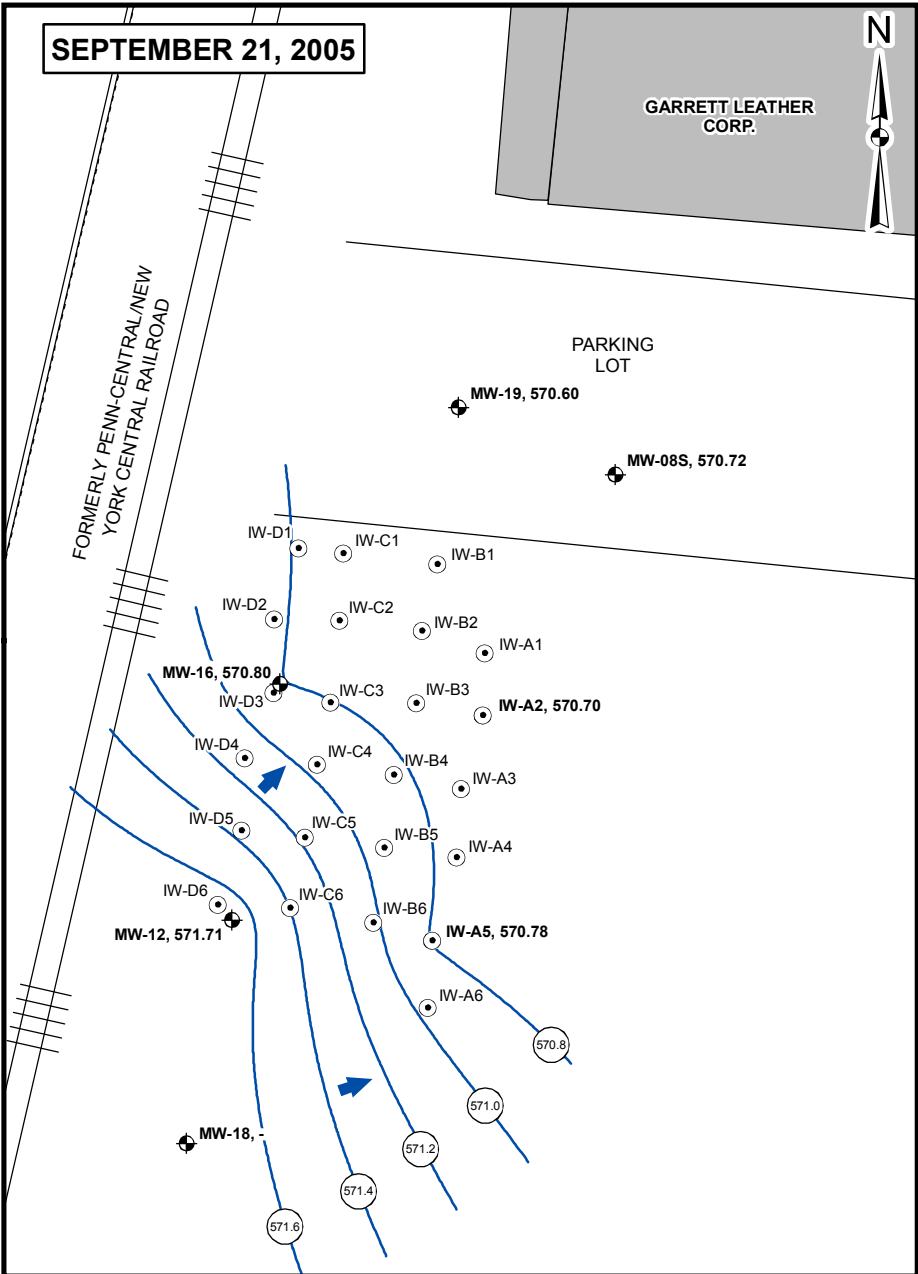 SEPTEMBER 21, 2005
N
GARRETT LEATHER
CORP.
FORMERLY PENN-CENTRAL/NEW
YORK CENTRAL RAILROAD
PARKING
LOT
MW-19, 570.60
MW-08S, 570.72
IW-D1
IW-C1
IW-B1
IW-D2
IW-C2
IW-B2
IW-A1
MW-16, 570.80
IW-D3
IW-C3
IW-B3
IW-A2, 570.70
IW-D4
IW-C4
IW-B4
IW-A3
IW-D5
IW-C5
IW-B5
IW-A4
IW-D6
IW-C6
IW-B6
MW-12, 571.71
IW-A5, 570.78
IW-A6
570.8
571.0
MW-18, -
571.2
571.4
571.6